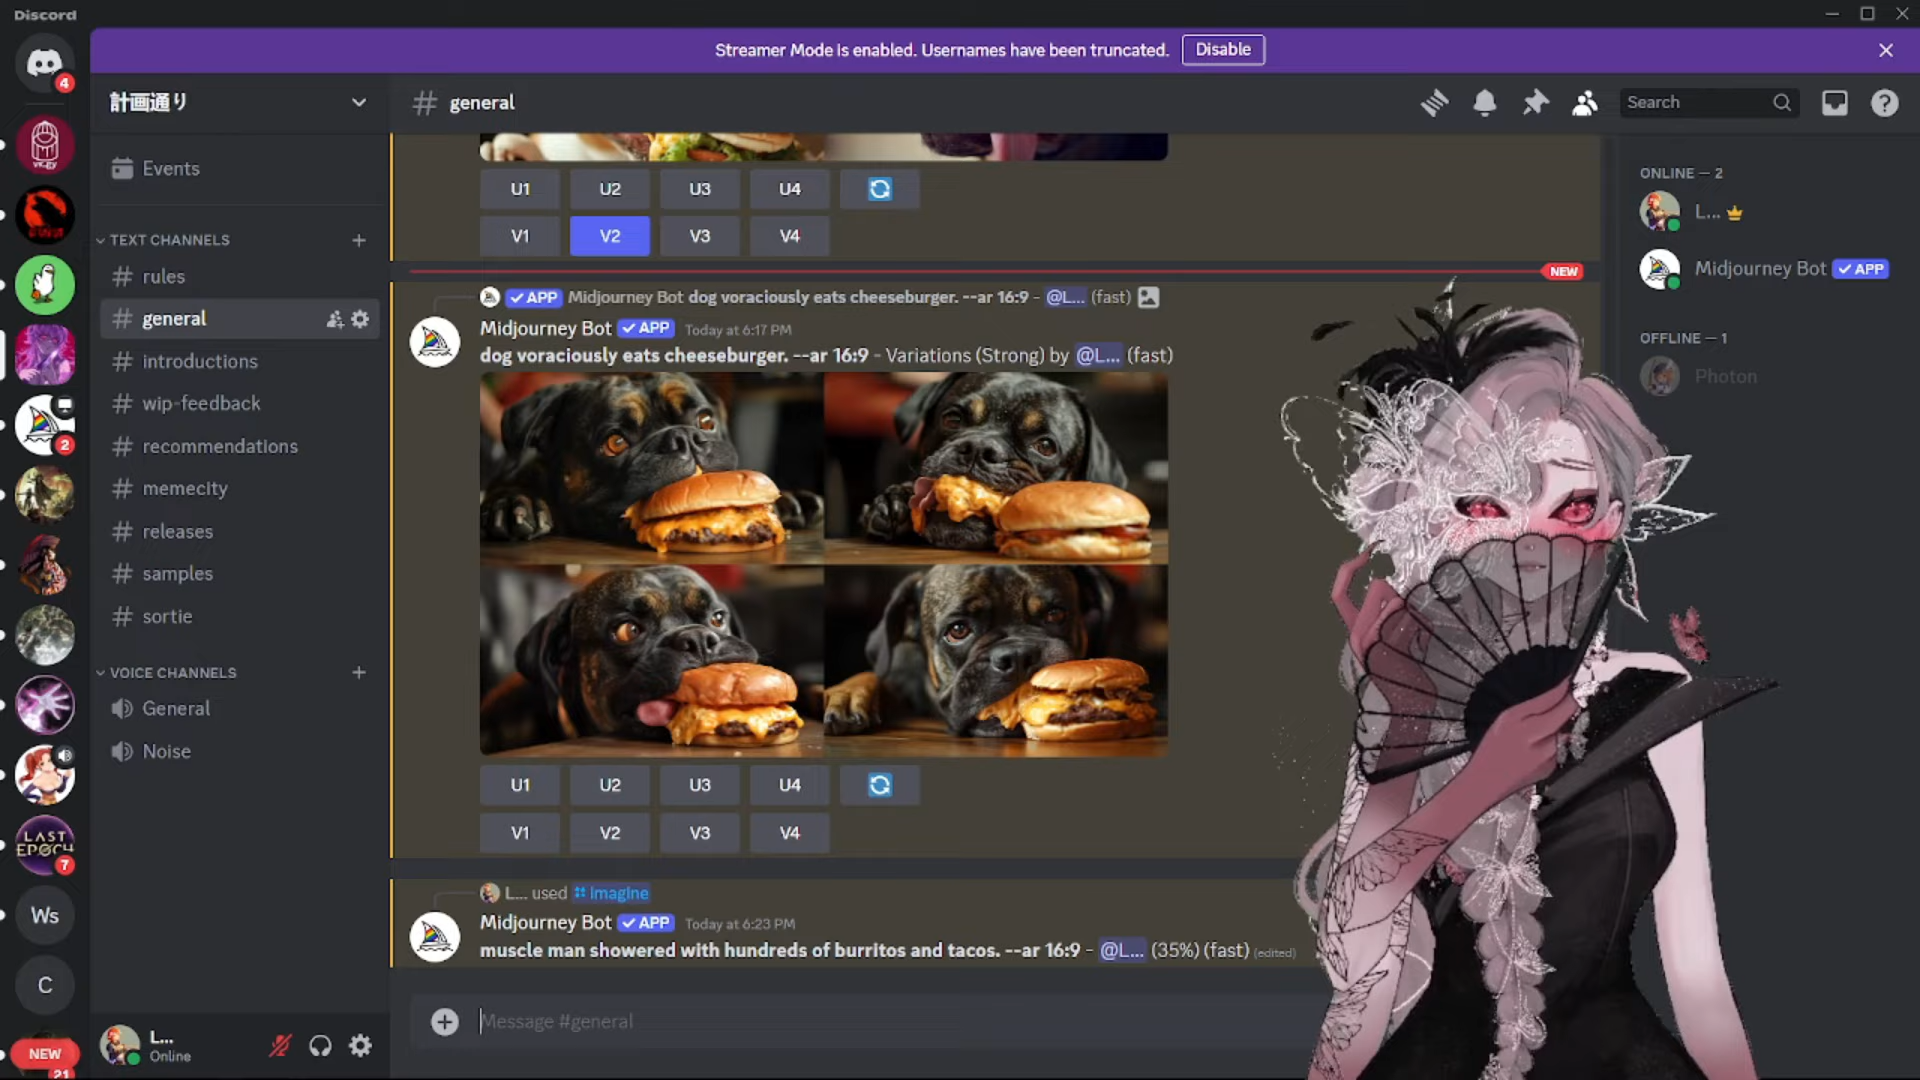 Discord
Streamer Mode is enabled. Usernames have been truncated. Disable
4
計画通り
general
Search
Events
TEXT CHANNELS
rules
general
introductions
wip-feedback
recommendations
memecity
releases
samples
sortie
VOICE CHANNELS
General
Noise
2
LAST
EPOCH
7
Ws
C
NEW
21
L...
Online
U1 U2 U3 U4
V1 V2 V3 V4
NEW
APP Midjourney Bot dog voraciously eats cheeseburger. --ar 16:9 - @L... (fast)
Midjourney Bot APP Today at 6:17 PM
dog voraciously eats cheeseburger. --ar 16:9 - Variations (Strong) by @L... (fast)
U1 U2 U3 U4
V1 V2 V3 V4
L... used imagine
Midjourney Bot APP Today at 6:23 PM
muscle man showered with hundreds of burritos and tacos. --ar 16:9 - @L... (35%) (fast) (edited)
Message #general
ONLINE — 2
L...
Midjourney Bot APP
OFFLINE — 1
Photon